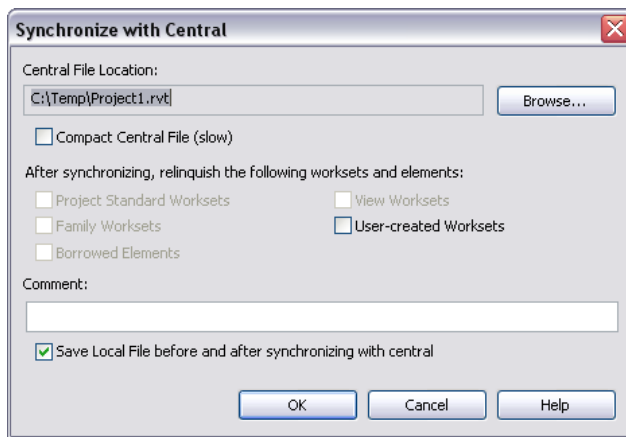 Synchronize with Central
Central File Location:
C:\Temp\Project1.rvt
Browse...
Compact Central File (slow)
After synchronizing, relinquish the following worksets and elements:
Project Standard Worksets
View Worksets
Family Worksets
User-created Worksets
Borrowed Elements
Comment:
Save Local File before and after synchronizing with central
OK
Cancel
Help